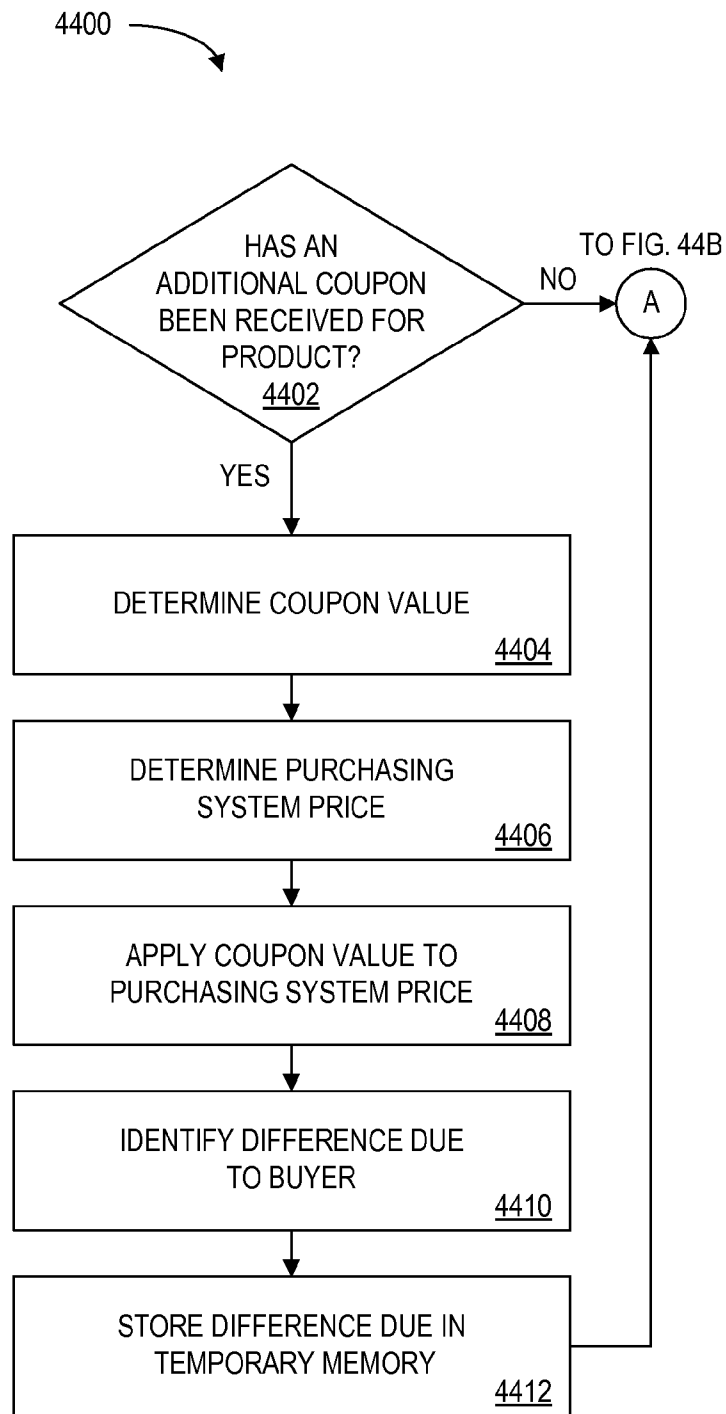 4400
HAS AN
ADDITIONAL COUPON
BEEN RECEIVED FOR
PRODUCT?
4402
TO FIG. 44B
NO
A
YES
DETERMINE COUPON VALUE
4404
DETERMINE PURCHASING
SYSTEM PRICE
4406
APPLY COUPON VALUE TO
PURCHASING SYSTEM PRICE
4408
IDENTIFY DIFFERENCE DUE
TO BUYER
4410
STORE DIFFERENCE DUE IN
TEMPORARY MEMORY
4412